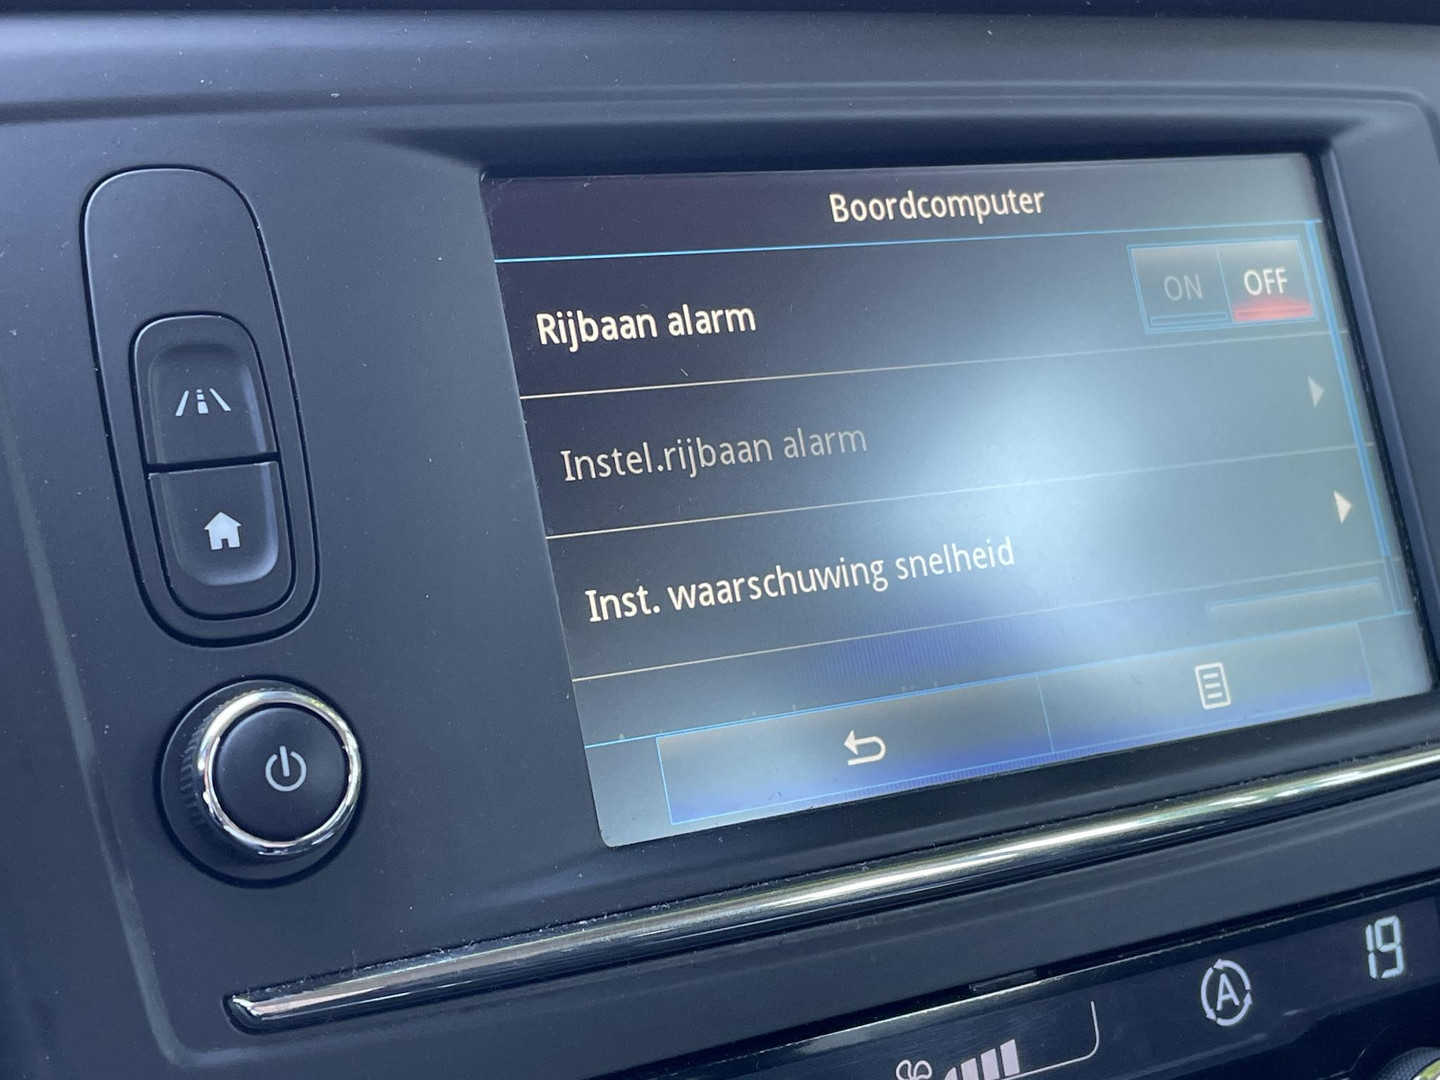 Boordcomputer
Rijbaan alarm
ON OFF
Instel.rijbaan alarm
Inst. waarschuwing snelheid
A
19